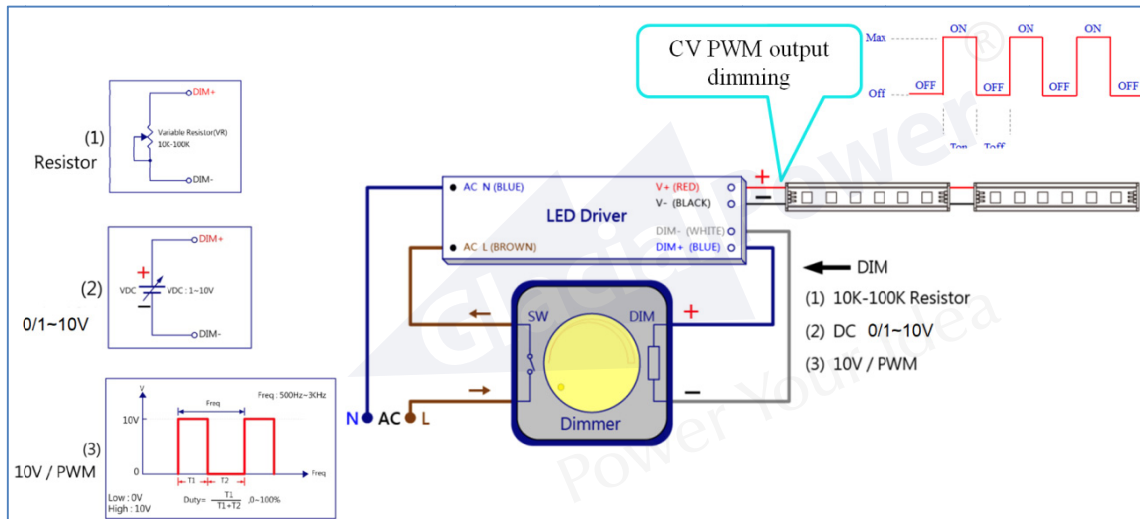 CV PWM output
dimming
Max
Off
OFF
ON
OFF
ON
OFF
ON
OFF
Ton
Toff
®
(1)
Resistor
DIM+
Variable Resistor(VR)
10K-100K
DIM-
(2)
0/1~10V
DIM+
+
VDC
VDC : 1~10V
−
DIM-
(3)
10V / PWM
V
Freq
Freq : 500Hz~3KHz
10V
0
T1
T2
Freq
Low : 0V
High : 10V
Duty= T1
T1+T2 ,0~100%
AC N (BLUE)
AC L (BROWN)
LED Driver
V+ (RED)
V- (BLACK)
DIM- (WHITE)
DIM+ (BLUE)
+
−
SW
DIM
+
−
Dimmer
N AC L
DIM
(1) 10K-100K Resistor
(2) DC 0/1~10V
(3) 10V / PWM
GlacialPower
Power Your Idea